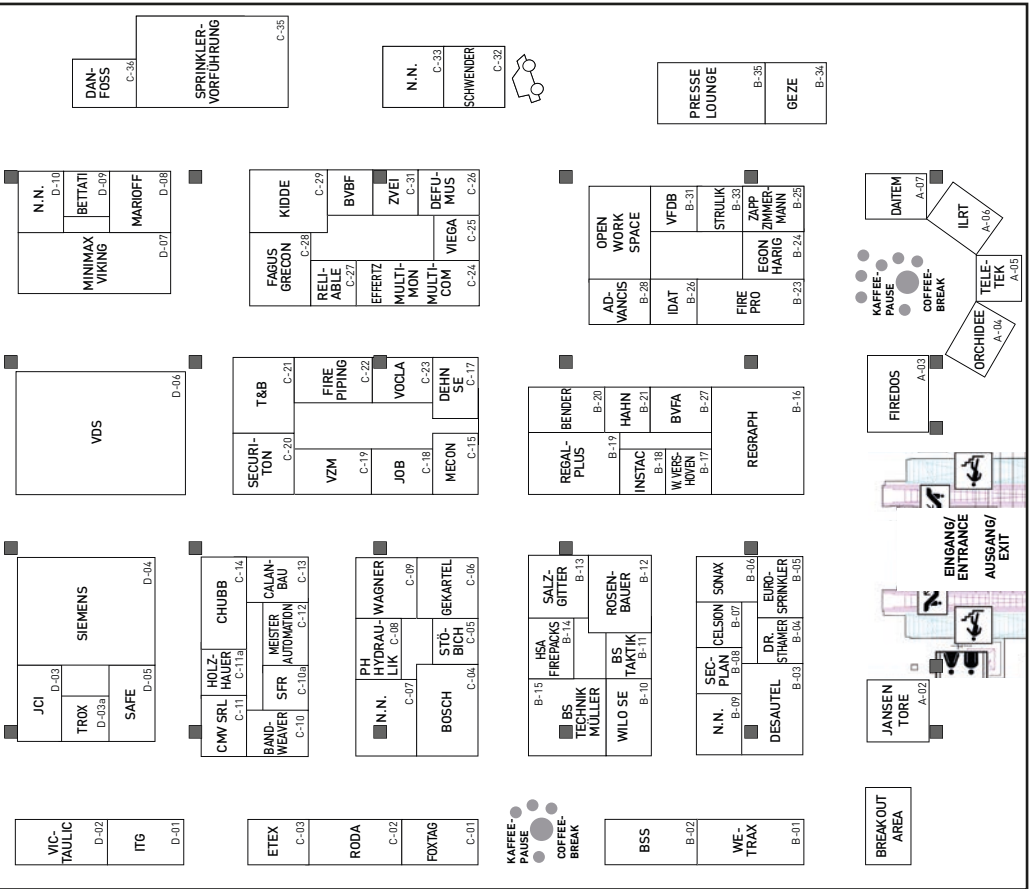 DAN-
FOSS
C-36
SPRINKLER-
VORFÜHRUNG
C-35
N.N.
C-33
SCHWENDER
C-32
PRESSE
LOUNGE
B-35
GEZE
B-34
N.N.
D-10
BETTATI
D-09
MARIOFF
D-08
MINIMAX
VIKING
D-07
KIDDE
C-29
BVBF
ZVEI
C-31
DEFU-
MUS
C-26
FAGUS
GRECON
C-28
RELI-
ABLE
C-27
EFFERTZ
MULTI-
MON
MULTI-
COM
C-24
VIEGA
C-25
OPEN
WORK
SPACE
VFDB
B-31
STRULIK
B-33
ZAPP
ZIMMER-
MANN
B-25
AD-
VANCIS
B-28
IDAT
B-26
FIRE
PRO
B-23
EGON
HARIG
B-24
DAITEM
A-07
ILRT
A-06
TELE-
TEK
A-05
ORCHIDEE
A-04
KAFFEE-
PAUSE
COFFEE-
BREAK
VDS
D-06
T&B
C-21
FIRE
PIPING
C-22
VOCLA
C-23
DEHN
SE
C-17
SECURI-
TON
C-20
VZM
C-19
JOB
C-18
MECON
C-15
BENDER
B-20
HAHN
B-21
BVFA
B-27
REGAL-
PLUS
B-19
INSTAC
B-18
W. VERS-
HOVEN
B-17
REGRAPH
B-16
FIREDOS
A-03
EINGANG/
ENTRANCE
AUSGANG/
EXIT
SIEMENS
D-04
JCI
D-03
TROX
D-03a
SAFE
D-05
CHUBB
C-14
CALAN-
BAU
C-13
HOLZ-
HAUER
C-11a
MEISTER
AUTOMATION
C-12
CMV SRL
C-11
SFR
C-10a
BAND-
WEAVER
C-10
WAGNER
C-09
GEKARTEL
C-06
PH
HYDRAU-
LIK
C-08
STÖ-
BICH
C-05
N.N.
C-07
BOSCH
C-04
SALZ-
GITTER
B-13
ROSEN-
BAUER
B-12
HSA
FIREPACKS
B-14
BS
TAKTIK
B-11
B-15
BS
TECHNIK
MÜLLER
WILO SE
B-10
SONAX
B-06
EURO-
SPRINKLER
B-05
CELSION
B-07
DR.
STHAMER
B-04
SEC-
PLAN
B-08
N.N.
B-09
DESAUTEL
B-03
JANSEN
TORE
A-02
VIC-
TAULIC
D-02
ITG
D-01
ETEX
C-03
RODA
C-02
FOXTAG
C-01
KAFFEE-
PAUSE
COFFEE-
BREAK
BSS
B-02
WE-
TRAX
B-01
BREAKOUT
AREA